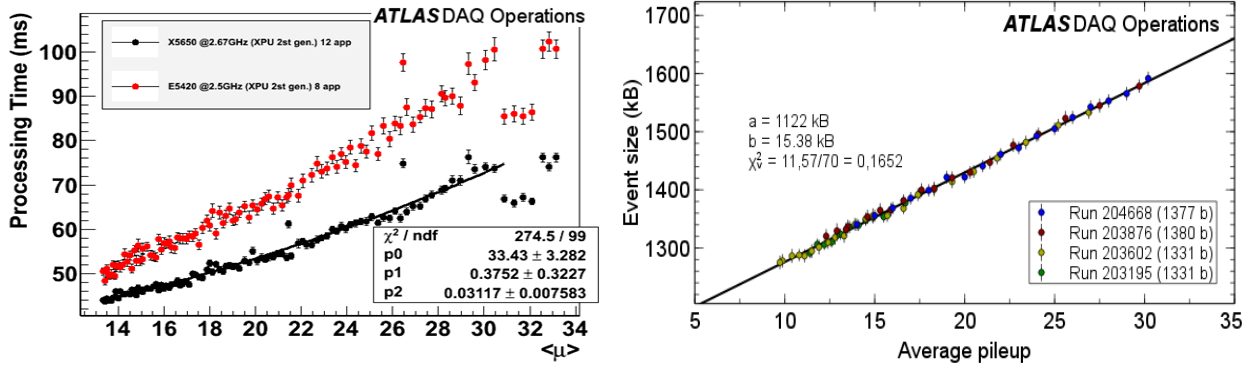 ATLAS DAQ Operations
Processing Time (ms)
100
90
80
70
60
50
X5650 @2.67GHz (XPU 2st gen.) 12 app
E5420 @2.5GHz (XPU 2st gen.) 8 app
χ² / ndf 274.5 / 99
p0 33.43 ± 3.282
p1 0.3752 ± 0.3227
p2 0.03117 ± 0.007583
14 16 18 20 22 24 26 28 30 32 34
<μ>
ATLAS DAQ Operations
Event size (kB)
1700
1600
1500
1400
1300
a = 1122 kB
b = 15.38 kB
χ²ᵥ = 11,57/70 = 0,1652
Run 204668 (1377 b)
Run 203876 (1380 b)
Run 203602 (1331 b)
Run 203195 (1331 b)
5 10 15 20 25 30 35
Average pileup